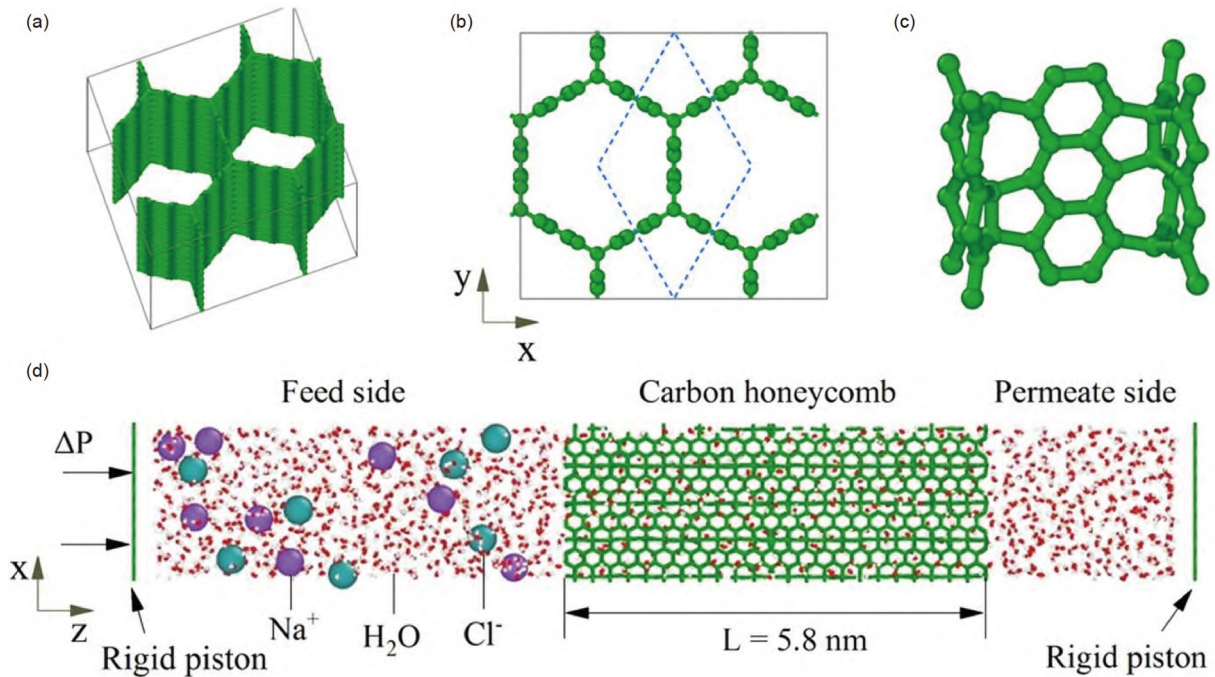 (a)
(b)
(c)
y
x
(d)
Feed side
Carbon honeycomb
Permeate side
ΔP
x
z
Na⁺
H₂O
Cl⁻
L = 5.8 nm
Rigid piston
Rigid piston